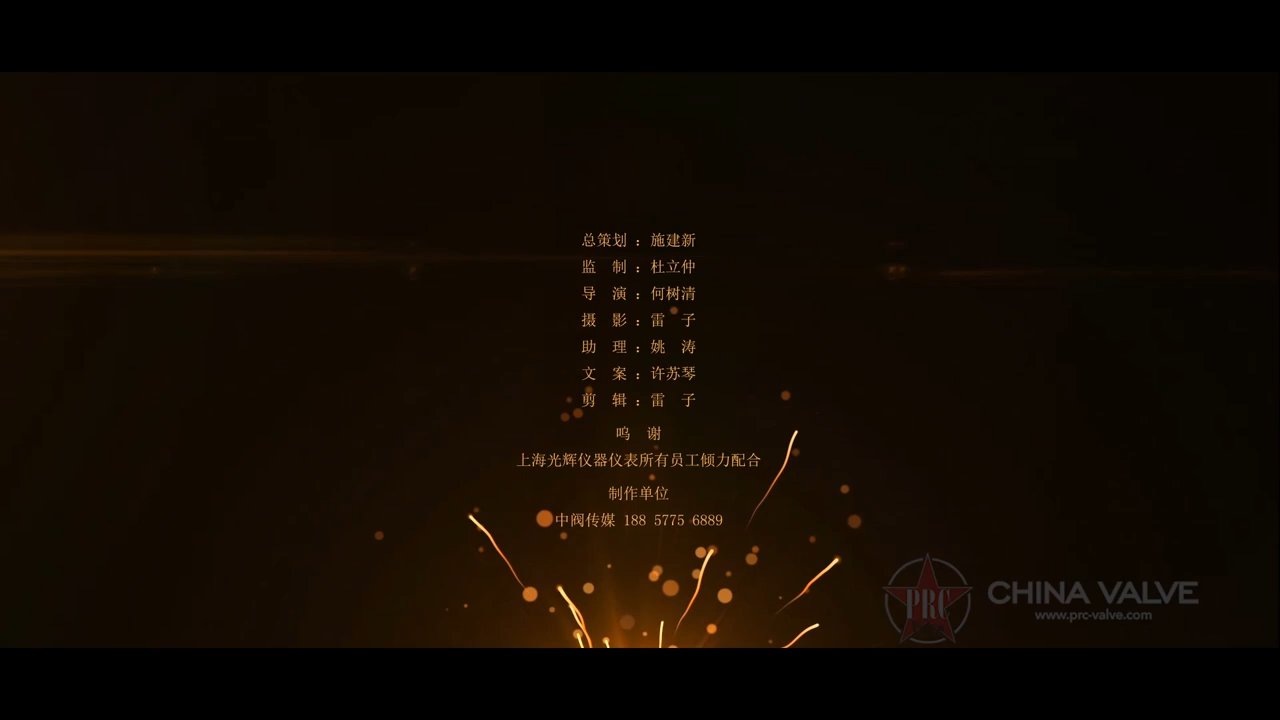 总策划：施建新
监　制：杜立仲
导　演：何树清
摄　影：雷　子
助　理：姚　涛
文　案：许苏琴
剪　辑：雷　子
呜　谢
上海光辉仪器仪表所有员工倾力配合
制作单位
中阀传媒 188 5775 6889
PRC
CHINA VALVE
www.prc-valve.com